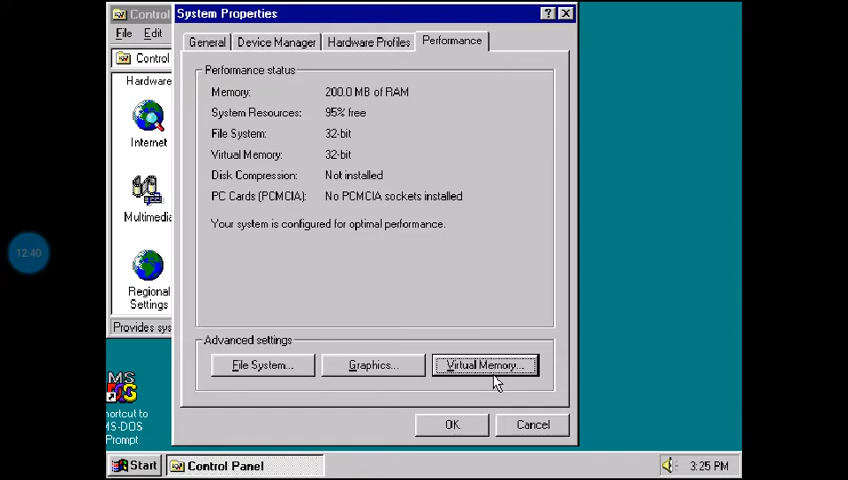 Control
File Edit
Control
Hardware
Internet
Multimedia
Regional
Settings
Provides sys
MS
hortcut to
MS-DOS
Prompt
System Properties
General Device Manager Hardware Profiles Performance
Performance status
Memory: 200.0 MB of RAM
System Resources: 95% free
File System: 32-bit
Virtual Memory: 32-bit
Disk Compression: Not installed
PC Cards (PCMCIA): No PCMCIA sockets installed
Your system is configured for optimal performance.
Advanced settings
File System... Graphics... Virtual Memory...
OK Cancel
12:40
Start Control Panel 3:25 PM